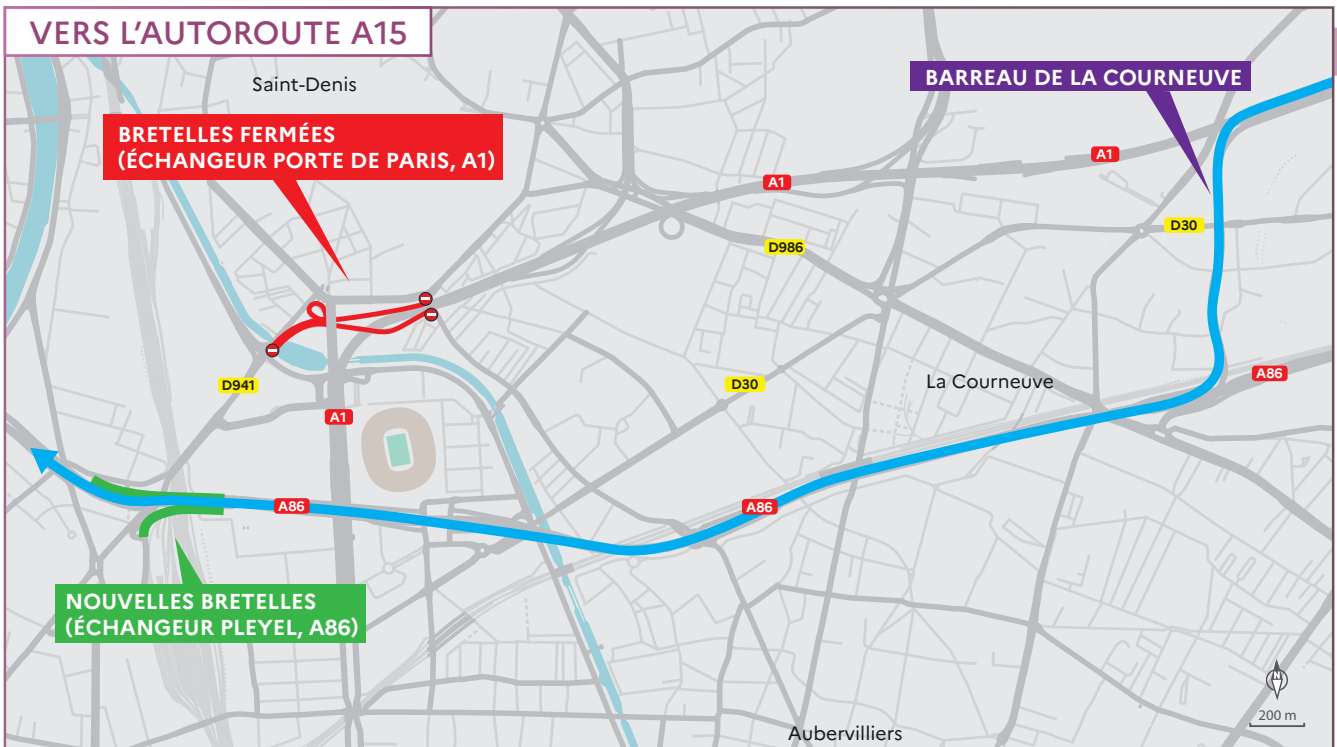 VERS L'AUTOROUTE A15
Saint-Denis
BARREAU DE LA COURNEUVE
BRETELLES FERMÉES
(ÉCHANGEUR PORTE DE PARIS, A1)
A1
A1
D30
D986
D941
D30
La Courneuve
A86
A1
A86
A86
NOUVELLES BRETELLES
(ÉCHANGEUR PLEYEL, A86)
N
200 m
Aubervilliers